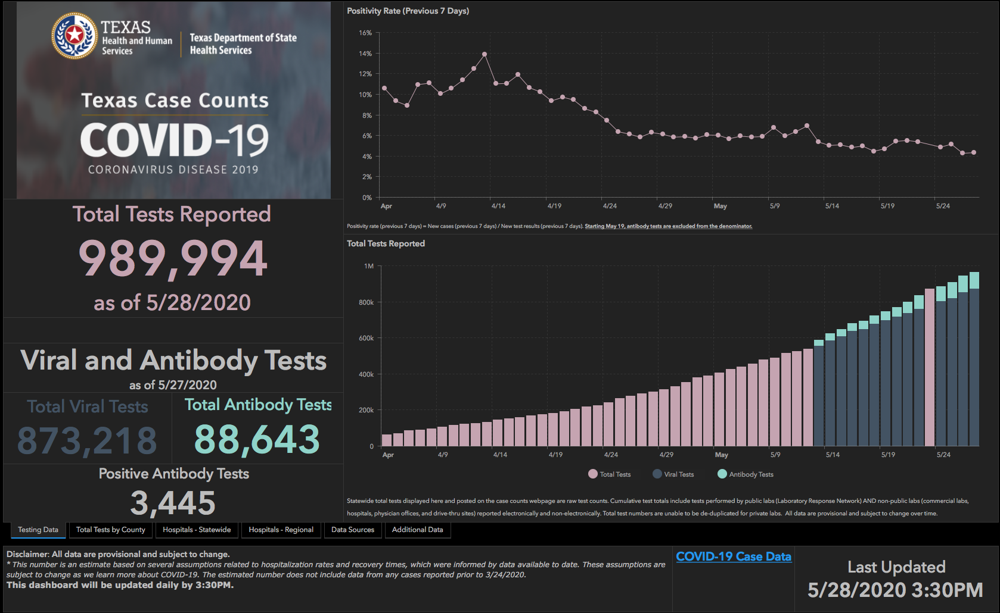 TEXAS
Health and Human
Services
Texas Department of State
Health Services
Texas Case Counts
COVID-19
CORONAVIRUS DISEASE 2019
Total Tests Reported
989,994
as of 5/28/2020
Viral and Antibody Tests
as of 5/27/2020
Total Viral Tests
873,218
Total Antibody Tests
88,643
Positive Antibody Tests
3,445
Positivity Rate (Previous 7 Days)
16%
14%
12%
10%
8%
6%
4%
2%
0%
Apr 4/9 4/14 4/19 4/24 4/29 May 5/9 5/14 5/19 5/24
Positivity rate (previous 7 days) = New cases (previous 7 days) / New test results (previous 7 days). Starting May 19, antibody tests are excluded from the denominator.
Total Tests Reported
1M
800k
600k
400k
200k
0
Apr 4/9 4/14 4/19 4/24 4/29 May 5/9 5/14 5/19 5/24
Total Tests Viral Tests Antibody Tests
Statewide total tests displayed here and posted on the case counts webpage are raw test counts. Cumulative test totals include tests performed by public labs (Laboratory Response Network) AND non-public labs (commercial labs,
hospitals, physician offices, and drive-thru sites) reported electronically and non-electronically. Total test numbers are unable to be de-duplicated for private labs. All data are provisional and subject to change over time.
Testing Data Total Tests by County Hospitals - Statewide Hospitals - Regional Data Sources Additional Data
Disclaimer: All data are provisional and subject to change.
* This number is an estimate based on several assumptions related to hospitalization rates and recovery times, which were informed by data available to date. These assumptions are
subject to change as we learn more about COVID-19. The estimated number does not include data from any cases reported prior to 3/24/2020.
This dashboard will be updated daily by 3:30PM.
COVID-19 Case Data
Last Updated
5/28/2020 3:30PM